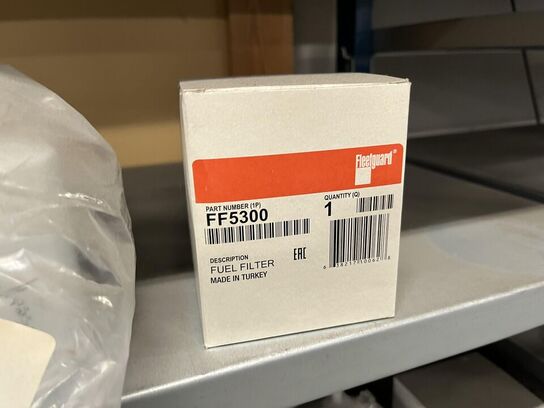 Fleetguard®
PART NUMBER (1P)
FF5300
QUANTITY (Q)
1
DESCRIPTION
FUEL FILTER
MADE IN TURKEY
EAC